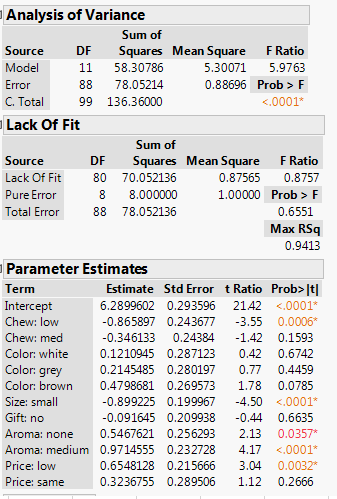 Analysis of Variance
Sum of
Source DF Squares Mean Square F Ratio
Model 11 58.30786 5.30071 5.9763
Error 88 78.05214 0.88696 Prob > F
C. Total 99 136.36000 <.0001*
Lack Of Fit
Sum of
Source DF Squares Mean Square F Ratio
Lack Of Fit 80 70.052136 0.87565 0.8757
Pure Error 8 8.000000 1.00000 Prob > F
Total Error 88 78.052136 0.6551
Max RSq
0.9413
Parameter Estimates
Term Estimate Std Error t Ratio Prob>|t|
Intercept 6.2899602 0.293596 21.42 <.0001*
Chew: low -0.865897 0.243677 -3.55 0.0006*
Chew: med -0.346133 0.24384 -1.42 0.1593
Color: white 0.1210945 0.287123 0.42 0.6742
Color: grey 0.2145485 0.280197 0.77 0.4459
Color: brown 0.4798681 0.269573 1.78 0.0785
Size: small -0.899225 0.199967 -4.50 <.0001*
Gift: no -0.091645 0.209938 -0.44 0.6635
Aroma: none 0.5467621 0.256293 2.13 0.0357*
Aroma: medium 0.9714555 0.232728 4.17 <.0001*
Price: low 0.6548128 0.215666 3.04 0.0032*
Price: same 0.3236755 0.289506 1.12 0.2666